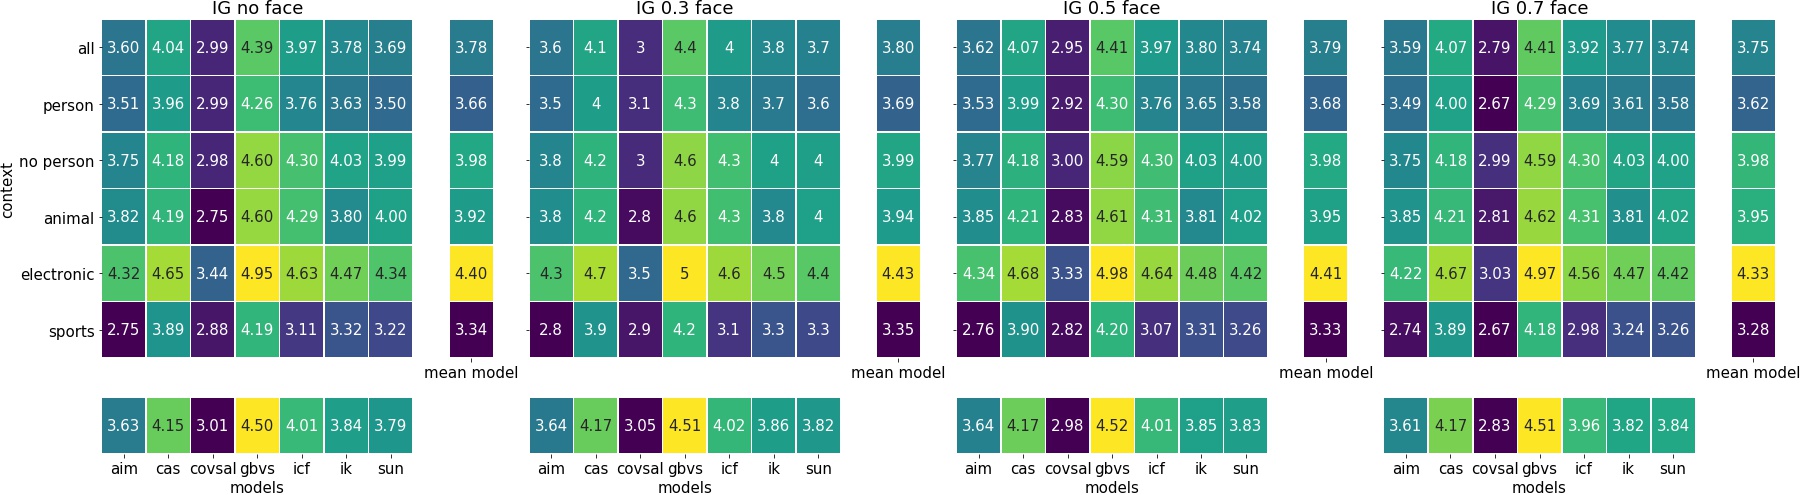 IG no face IG 0.3 face IG 0.5 face IG 0.7 face
context
all 3.60 4.04 2.99 4.39 3.97 3.78 3.69 3.78 3.6 4.1 3 4.4 4 3.8 3.7 3.80 3.62 4.07 2.95 4.41 3.97 3.80 3.74 3.79 3.59 4.07 2.79 4.41 3.92 3.77 3.74 3.75
person 3.51 3.96 2.99 4.26 3.76 3.63 3.50 3.66 3.5 4 3.1 4.3 3.8 3.7 3.6 3.69 3.53 3.99 2.92 4.30 3.76 3.65 3.58 3.68 3.49 4.00 2.67 4.29 3.69 3.61 3.58 3.62
no person 3.75 4.18 2.98 4.60 4.30 4.03 3.99 3.98 3.8 4.2 3 4.6 4.3 4 4 3.99 3.77 4.18 3.00 4.59 4.30 4.03 4.00 3.98 3.75 4.18 2.99 4.59 4.30 4.03 4.00 3.98
animal 3.82 4.19 2.75 4.60 4.29 3.80 4.00 3.92 3.8 4.2 2.8 4.6 4.3 3.8 4 3.94 3.85 4.21 2.83 4.61 4.31 3.81 4.02 3.95 3.85 4.21 2.81 4.62 4.31 3.81 4.02 3.95
electronic 4.32 4.65 3.44 4.95 4.63 4.47 4.34 4.40 4.3 4.7 3.5 5 4.6 4.5 4.4 4.43 4.34 4.68 3.33 4.98 4.64 4.48 4.42 4.41 4.22 4.67 3.03 4.97 4.56 4.47 4.42 4.33
sports 2.75 3.89 2.88 4.19 3.11 3.32 3.22 3.34 2.8 3.9 2.9 4.2 3.1 3.3 3.3 3.35 2.76 3.90 2.82 4.20 3.07 3.31 3.26 3.33 2.74 3.89 2.67 4.18 2.98 3.24 3.26 3.28
mean model mean model mean model mean model
3.63 4.15 3.01 4.50 4.01 3.84 3.79 3.64 4.17 3.05 4.51 4.02 3.86 3.82 3.64 4.17 2.98 4.52 4.01 3.85 3.83 3.61 4.17 2.83 4.51 3.96 3.82 3.84
aim cas covsal gbvs icf ik sun aim cas covsal gbvs icf ik sun aim cas covsal gbvs icf ik sun aim cas covsal gbvs icf ik sun
models models models models